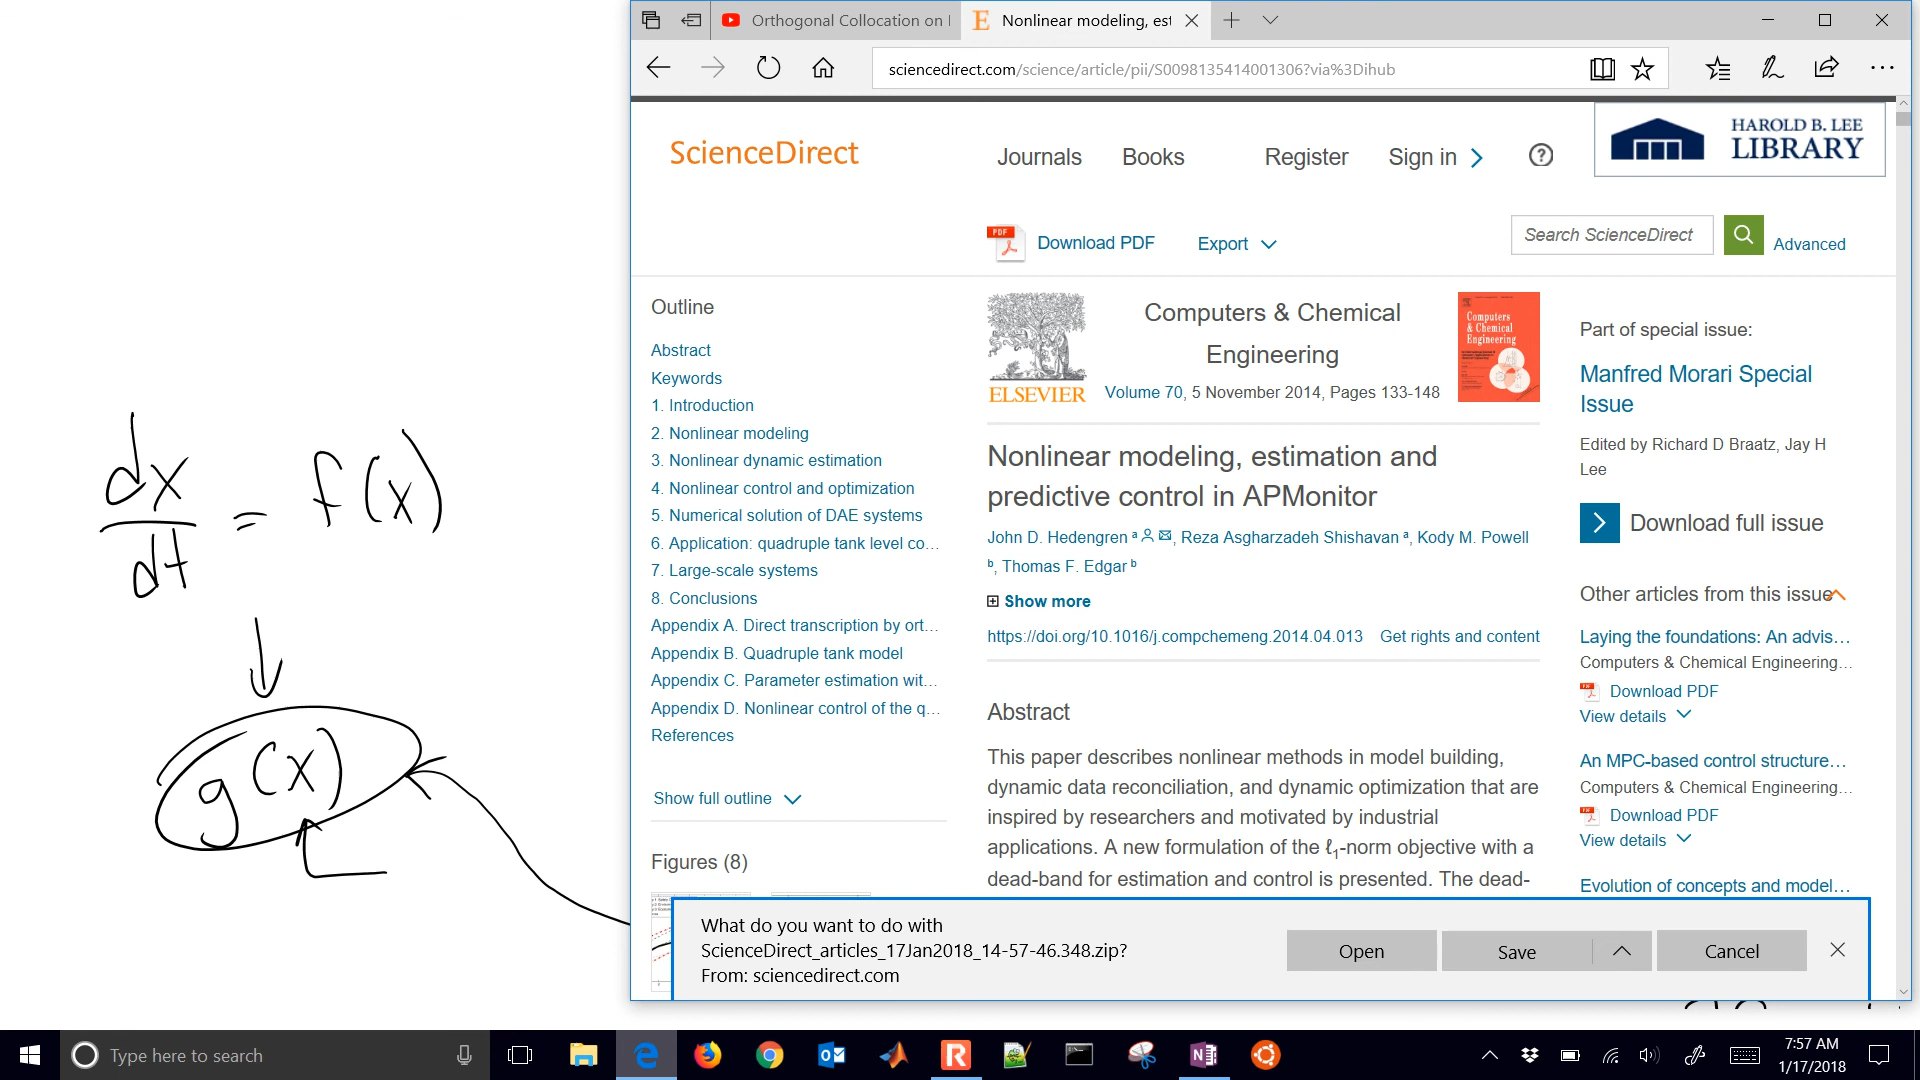 Orthogonal Collocation on
Nonlinear modeling, est
sciencedirect.com/science/article/pii/S0098135414001306?via%3Dihub
ScienceDirect
Journals
Books
Register
Sign in
HAROLD B. LEE
LIBRARY
PDF
Download PDF
Export
Search ScienceDirect
Advanced
Outline
Abstract
Keywords
1. Introduction
2. Nonlinear modeling
3. Nonlinear dynamic estimation
4. Nonlinear control and optimization
5. Numerical solution of DAE systems
6. Application: quadruple tank level co...
7. Large-scale systems
8. Conclusions
Appendix A. Direct transcription by ort...
Appendix B. Quadruple tank model
Appendix C. Parameter estimation wit...
Appendix D. Nonlinear control of the q...
References
Show full outline
Figures (8)
ELSEVIER
Computers & Chemical
Engineering
Volume 70, 5 November 2014, Pages 133-148
Computers
& Chemical
Engineering
Nonlinear modeling, estimation and
predictive control in APMonitor
John D. Hedengren a , Reza Asgharzadeh Shishavan a, Kody M. Powell
b, Thomas F. Edgar b
Show more
https://doi.org/10.1016/j.compchemeng.2014.04.013
Get rights and content
Abstract
This paper describes nonlinear methods in model building,
dynamic data reconciliation, and dynamic optimization that are
inspired by researchers and motivated by industrial
applications. A new formulation of the ℓ1-norm objective with a
dead-band for estimation and control is presented. The dead-
Part of special issue:
Manfred Morari Special
Issue
Edited by Richard D Braatz, Jay H
Lee
Download full issue
Other articles from this issue
Laying the foundations: An advis...
Computers & Chemical Engineering...
Download PDF
View details
An MPC-based control structure...
Computers & Chemical Engineering...
Download PDF
View details
Evolution of concepts and model...
What do you want to do with
ScienceDirect_articles_17Jan2018_14-57-46.348.zip?
From: sciencedirect.com
Open
Save
Cancel
dx
dt
= f(x)
g(x)
Type here to search
7:57 AM
1/17/2018